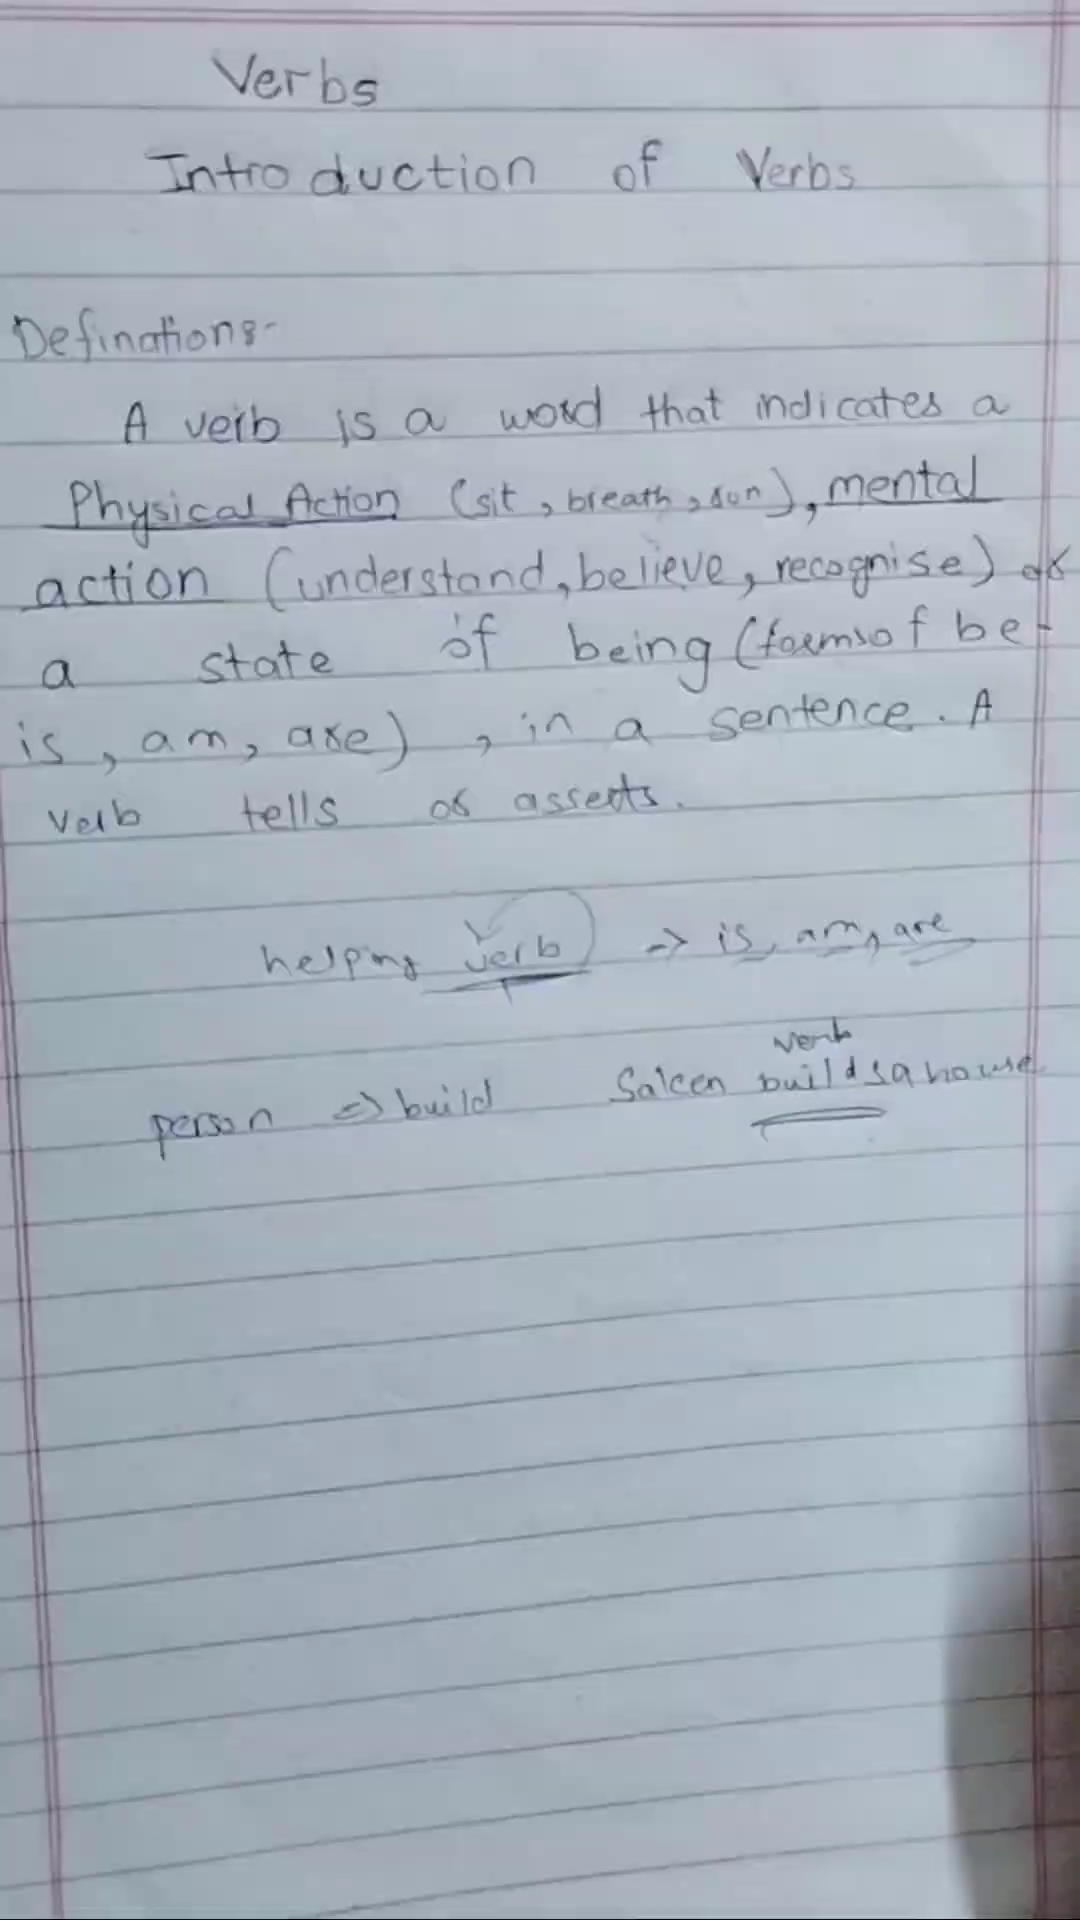 Verbs
Introduction of Verbs
Defination:-
A verb is a word that indicates a
Physical Action (sit, breath, run), mental
action (understand, believe, recognise) or
a state of being (forms of be-
is, am, are) , in a sentence. A
verb tells or asserts.
helping verb -> is, am, are
verb
person => build Saleen builds a house